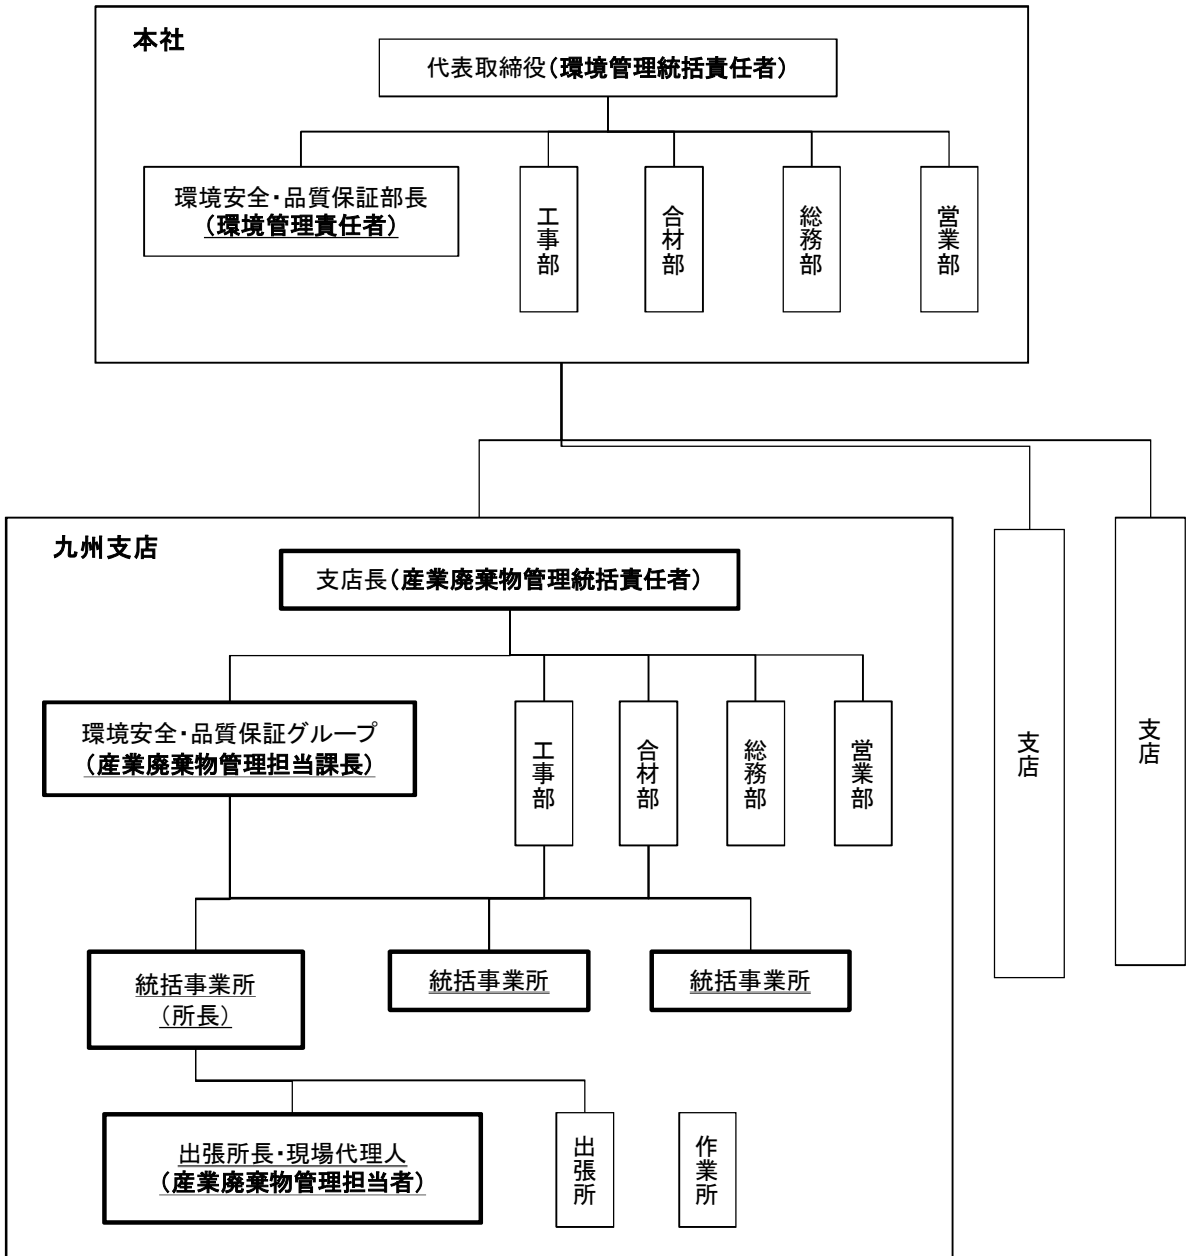 本社
代表取締役(環境管理統括責任者)
環境安全・品質保証部長
(環境管理責任者)
工事部
合材部
総務部
営業部
九州支店
支店長(産業廃棄物管理統括責任者)
環境安全・品質保証グループ
(産業廃棄物管理担当課長)
工事部
合材部
総務部
営業部
支店
支店
統括事業所
(所長)
統括事業所
統括事業所
出張所長・現場代理人
(産業廃棄物管理担当者)
出張所
作業所